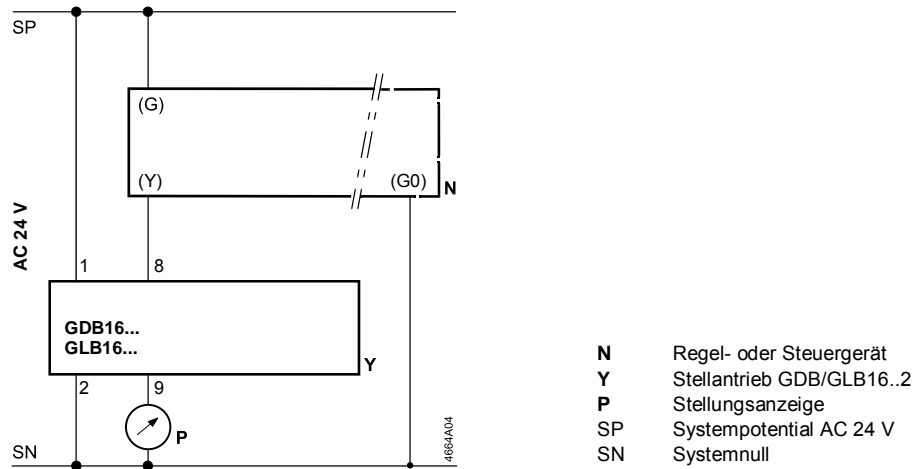 SP
(G)
(Y)
(G0)
N
AC 24 V
1
8
GDB16...
GLB16...
Y
2
9
P
SN
4664A04
N Regel- oder Steuergerät
Y Stellantrieb GDB/GLB16..2
P Stellungsanzeige
SP Systempotential AC 24 V
SN Systemnull